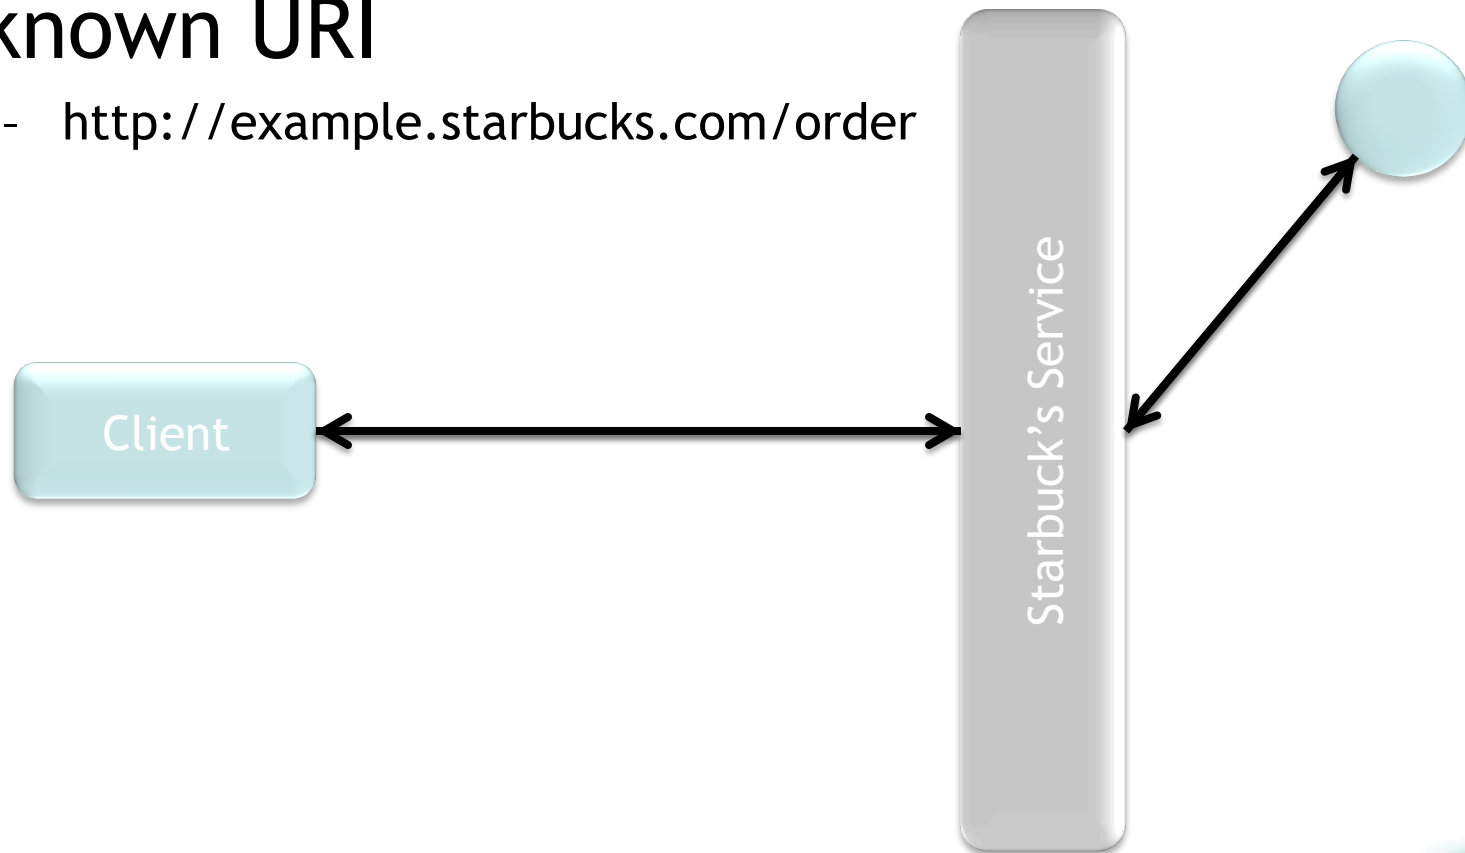 known URI
– http://example.starbucks.com/order
Client
Starbuck’s Service